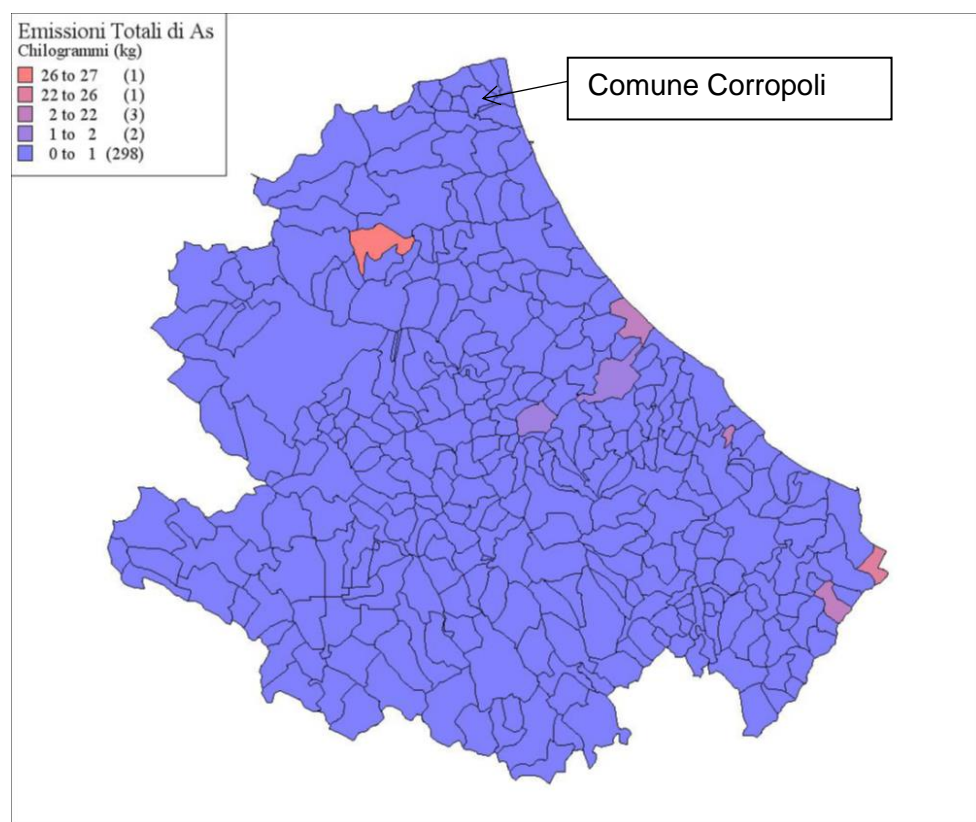 Emissioni Totali di As
Chilogrammi (kg)
26 to 27 (1)
22 to 26 (1)
2 to 22 (3)
1 to 2 (2)
0 to 1 (298)
Comune Corropoli